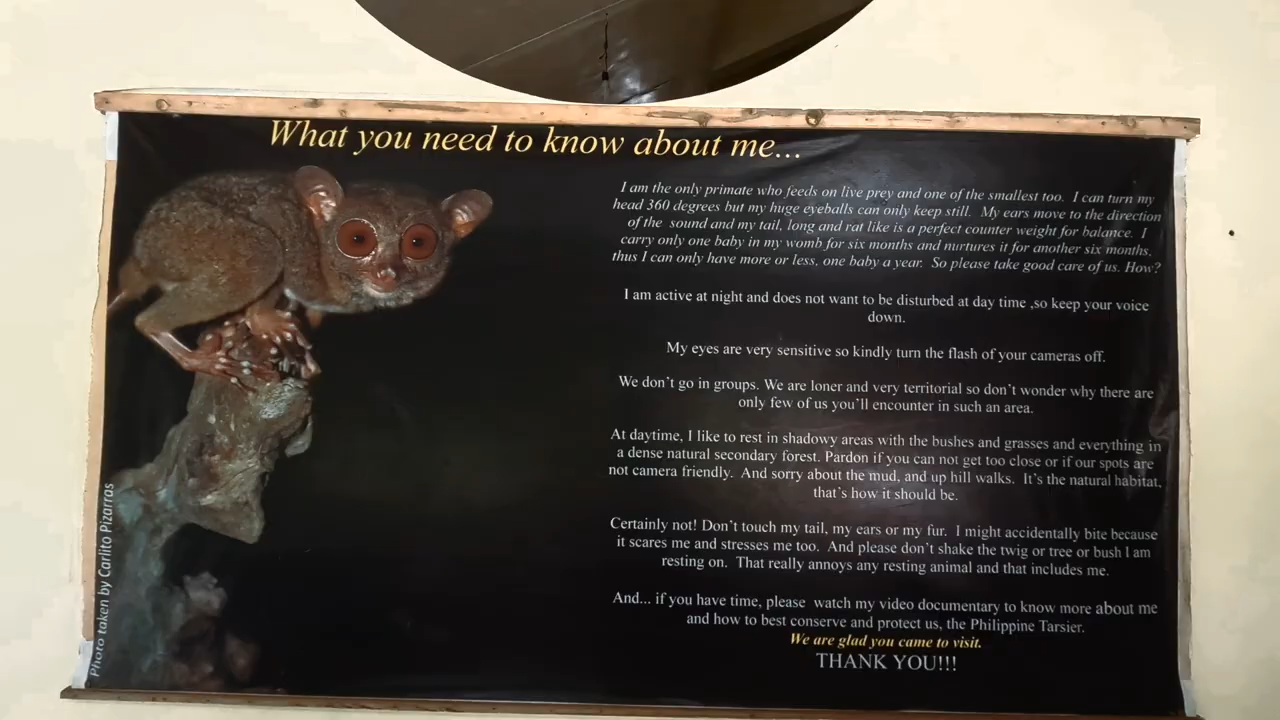 What you need to know about me...
I am the only primate who feeds on live prey and one of the smallest too. I can turn my
head 360 degrees but my huge eyeballs can only keep still. My ears move to the direction
of the sound and my tail, long and rat like is a perfect counter weight for balance. I
carry only one baby in my womb for six months and nurtures it for another six months,
thus I can only have more or less, one baby a year. So please take good care of us. How?
I am active at night and does not want to be disturbed at day time ,so keep your voice
down.
My eyes are very sensitive so kindly turn the flash of your cameras off.
We don't go in groups. We are loner and very territorial so don't wonder why there are
only few of us you'll encounter in such an area.
At daytime, I like to rest in shadowy areas with the bushes and grasses and everything in
a dense natural secondary forest. Pardon if you can not get too close or if our spots are
not camera friendly. And sorry about the mud, and up hill walks. It's the natural habitat,
that's how it should be.
Certainly not! Don't touch my tail, my ears or my fur. I might accidentally bite because
it scares me and stresses me too. And please don't shake the twig or tree or bush I am
resting on. That really annoys any resting animal and that includes me.
And... if you have time, please watch my video documentary to know more about me
and how to best conserve and protect us, the Philippine Tarsier.
We are glad you came to visit.
THANK YOU!!!
Photo taken by Carlito Pizarras